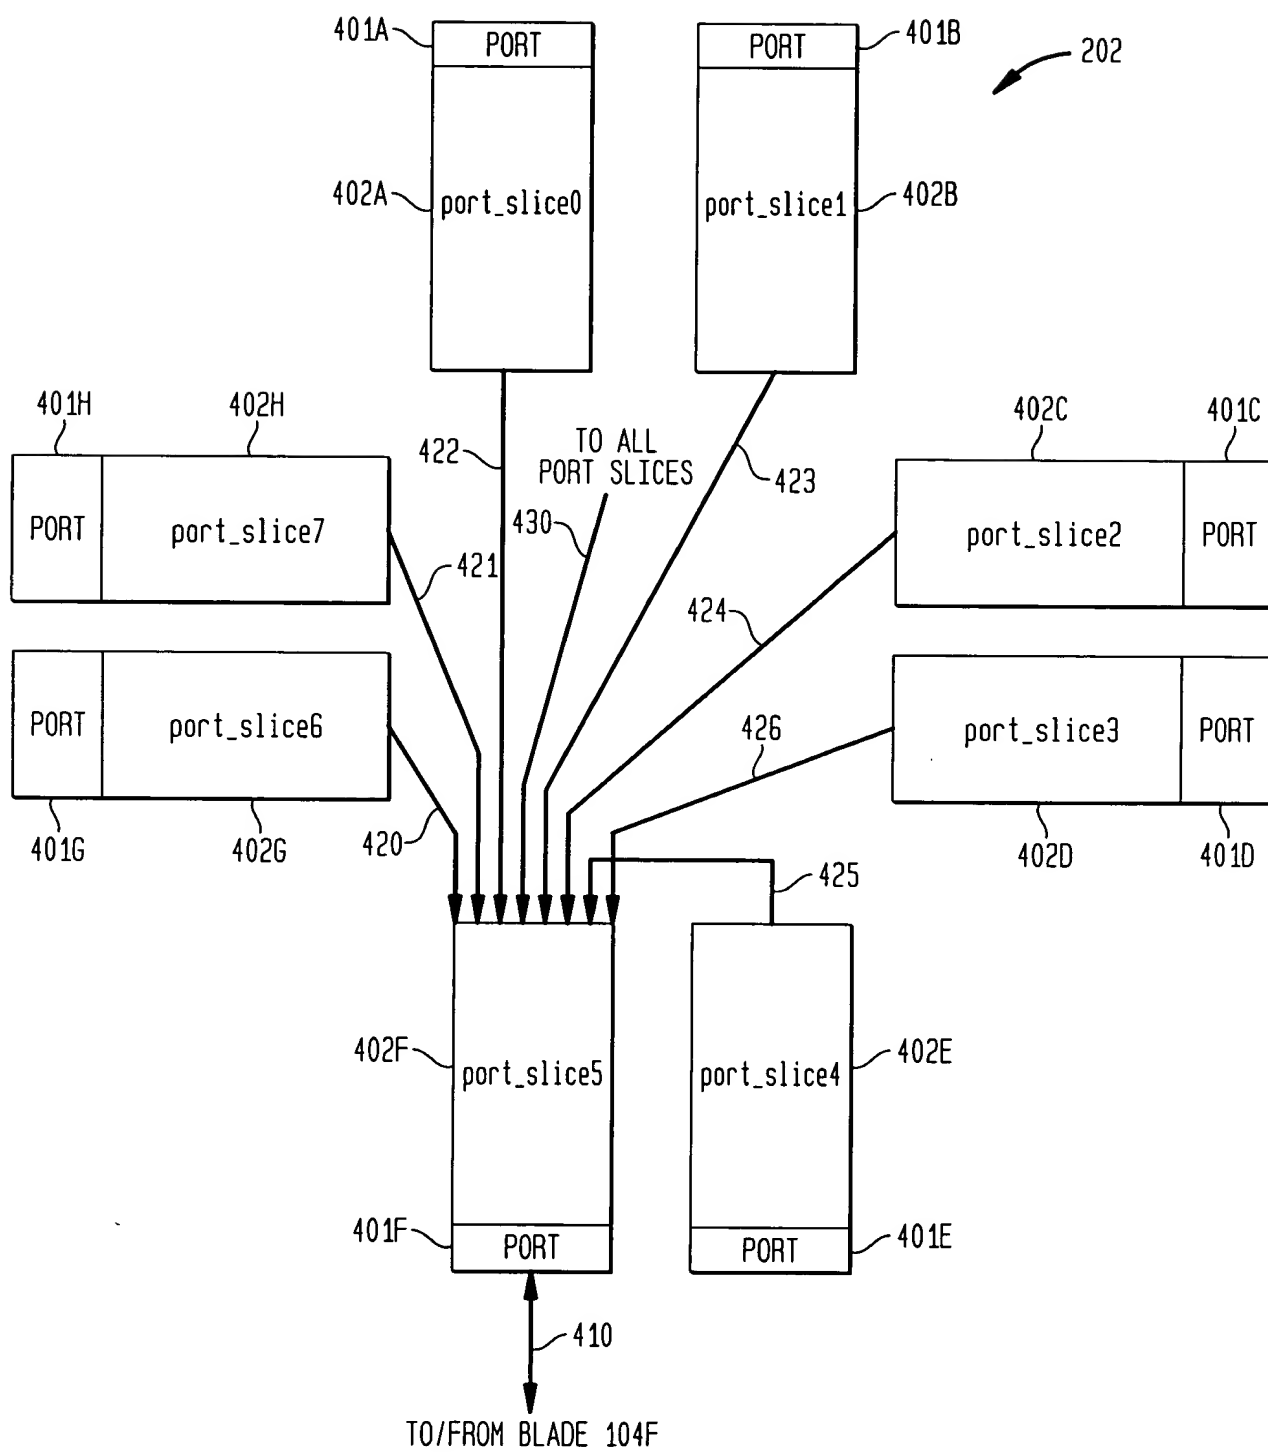 401A
PORT
PORT
401B
202
402A
port_slice0
port_slice1
402B
401H
402H
422
TO ALL
PORT SLICES
423
402C
401C
PORT
port_slice7
421
430
424
port_slice2
PORT
PORT
port_slice6
420
426
port_slice3
PORT
401G
402G
425
402D
401D
402F
port_slice5
port_slice4
402E
401F
PORT
PORT
401E
410
TO/FROM BLADE 104F